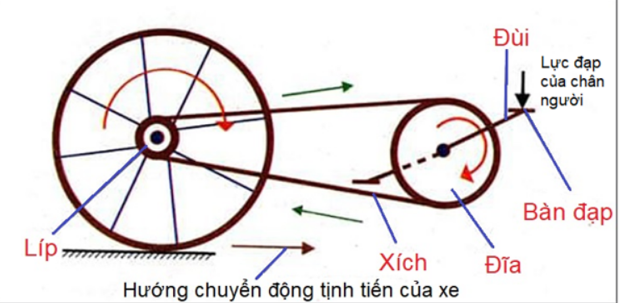 Đùi
Lực đạp
của chân
người
Bàn đạp
Líp
Xích
Đĩa
Hướng chuyển động tịnh tiến của xe